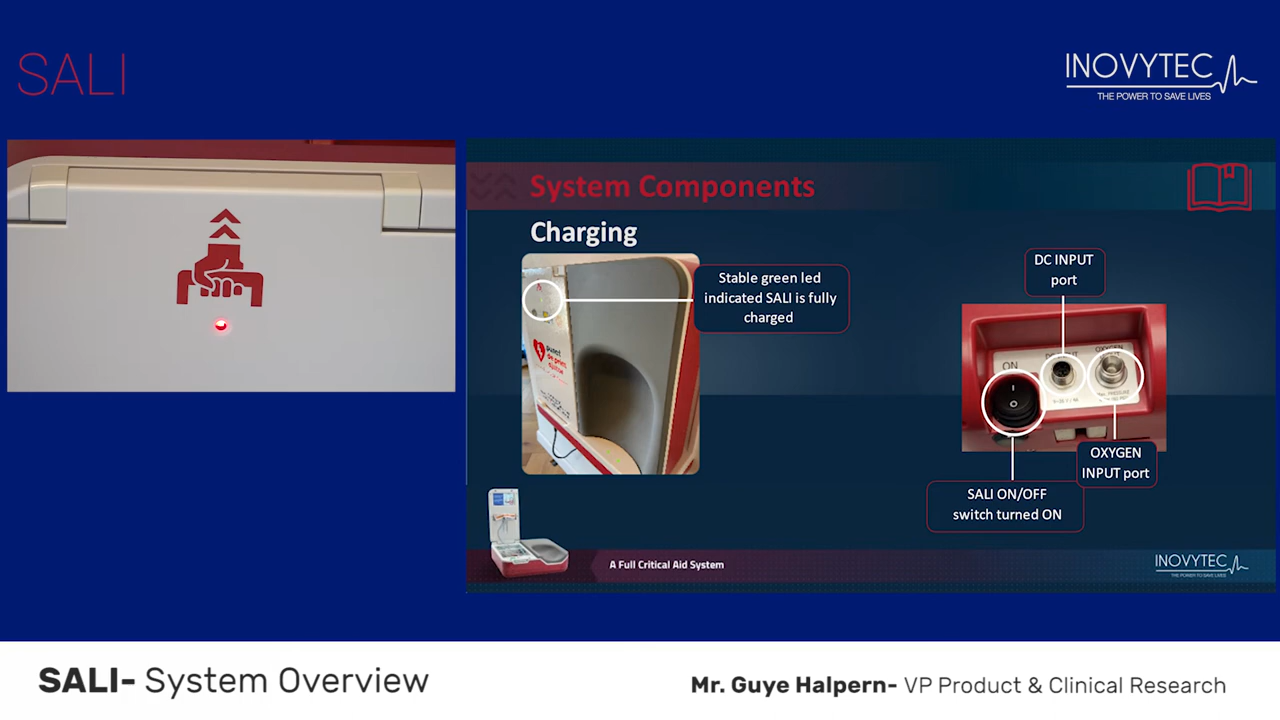 SALI
INOVYTEC
THE POWER TO SAVE LIVES
System Components
Charging
Stable green led
indicated SALI is fully
charged
DC INPUT
port
ON
OXYGEN
INPUT port
SALI ON/OFF
switch turned ON
A Full Critical Aid System
INOVYTEC
THE POWER TO SAVE LIVES
SALI- System Overview
Mr. Guye Halpern- VP Product & Clinical Research